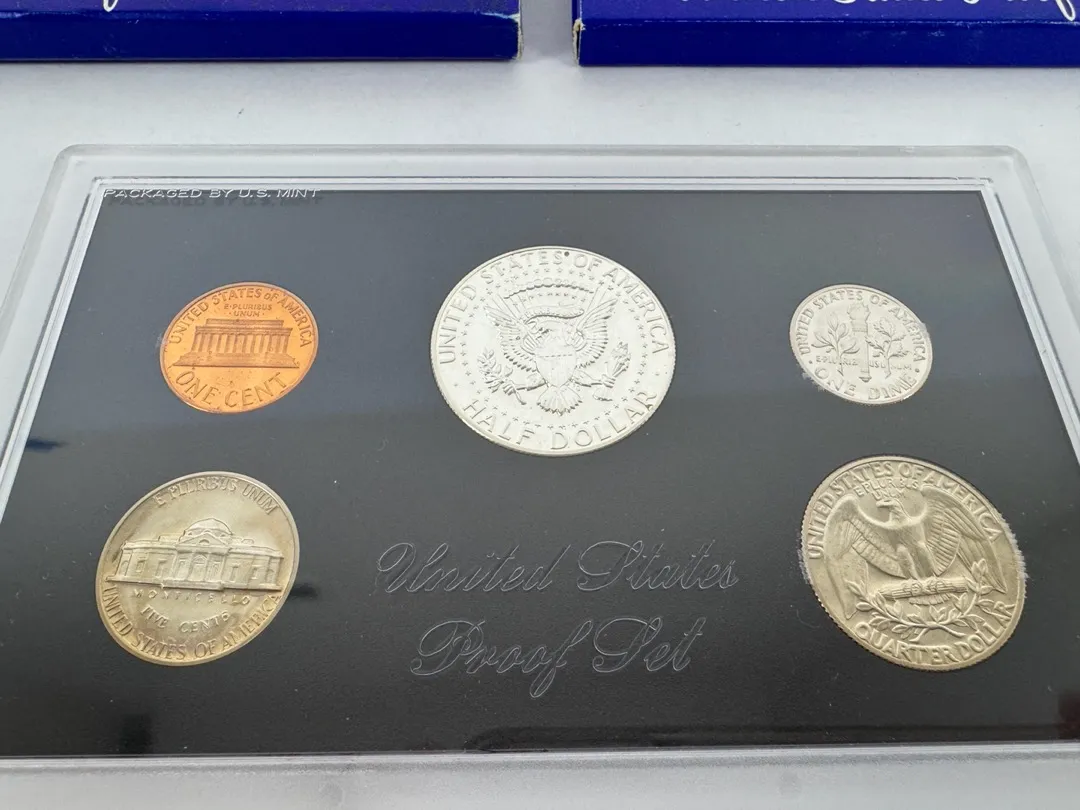 PACKAGED BY U.S. MINT
UNITED STATES OF AMERICA
E·PLURIBUS
·UNUM·
ONE CENT
UNITED STATES OF AMERICA
HALF DOLLAR
UNITED STATES OF AMERICA
E·PLURIBUS UNUM
·ONE DIME·
E PLURIBUS UNUM
MONTICELLO
FIVE CENTS
UNITED STATES OF AMERICA
UNITED STATES OF AMERICA
E PLURIBUS
UNUM
QUARTER DOLLAR
United States
Proof Set